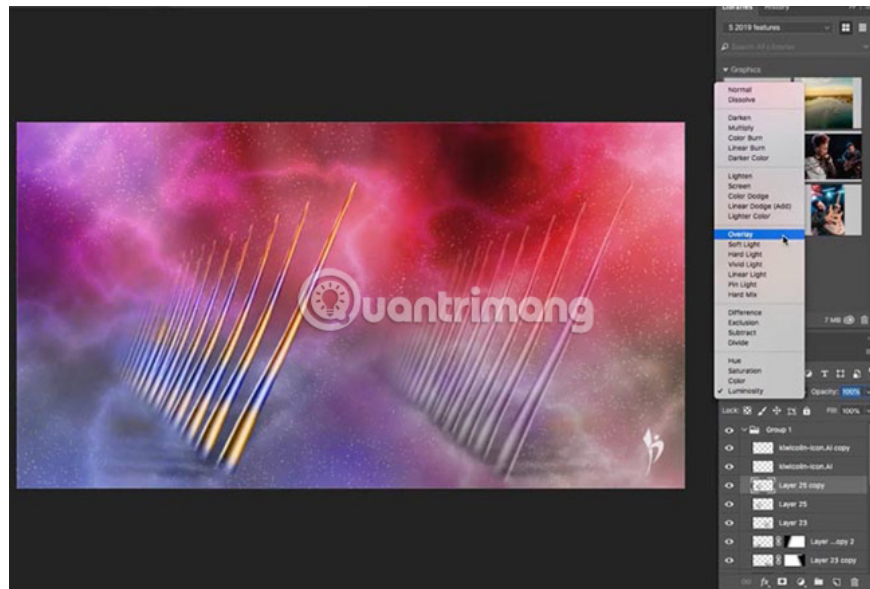 Libraries History
S 2019 features
Search All Libraries
Graphics
Normal
Dissolve
Darken
Multiply
Color Burn
Linear Burn
Darker Color
Lighten
Screen
Color Dodge
Linear Dodge (Add)
Lighter Color
Overlay
Soft Light
Hard Light
Vivid Light
Linear Light
Pin Light
Hard Mix
Difference
Exclusion
Subtract
Divide
Hue
Saturation
Color
Luminosity
Quantrimang
7 MB
Opacity: 100%
Lock: Fill: 100%
Group 1
kiwicolin-icon.AI copy
kiwicolin-icon.AI
Layer 25 copy
Layer 25
Layer 23
Layer ...opy 2
Layer 23 copy
fx